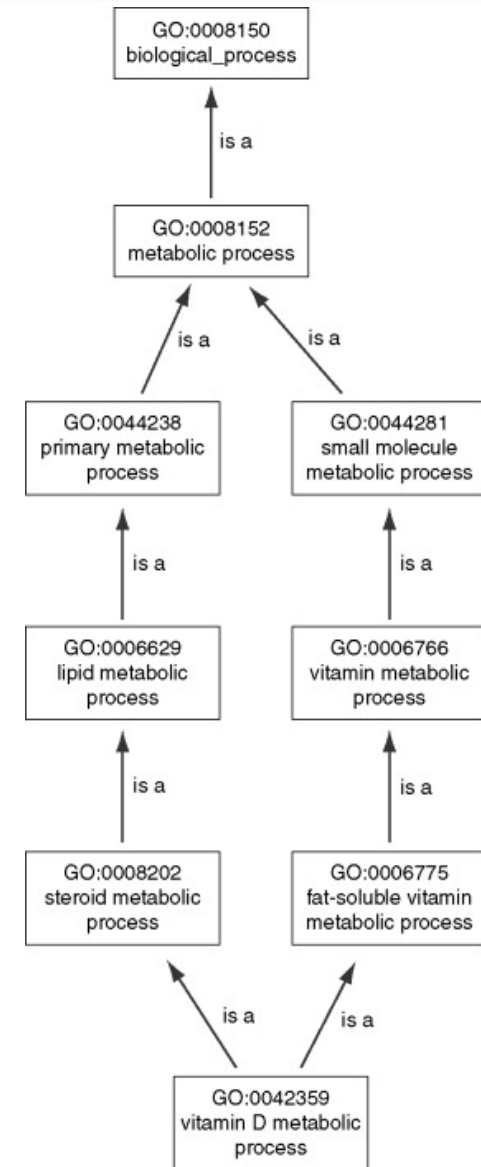 GO:0008150
biological_process
is a
GO:0008152
metabolic process
is a
is a
GO:0044238
primary metabolic
process
GO:0044281
small molecule
metabolic process
is a
is a
GO:0006629
lipid metabolic
process
GO:0006766
vitamin metabolic
process
is a
is a
GO:0008202
steroid metabolic
process
GO:0006775
fat-soluble vitamin
metabolic process
is a
is a
GO:0042359
vitamin D metabolic
process